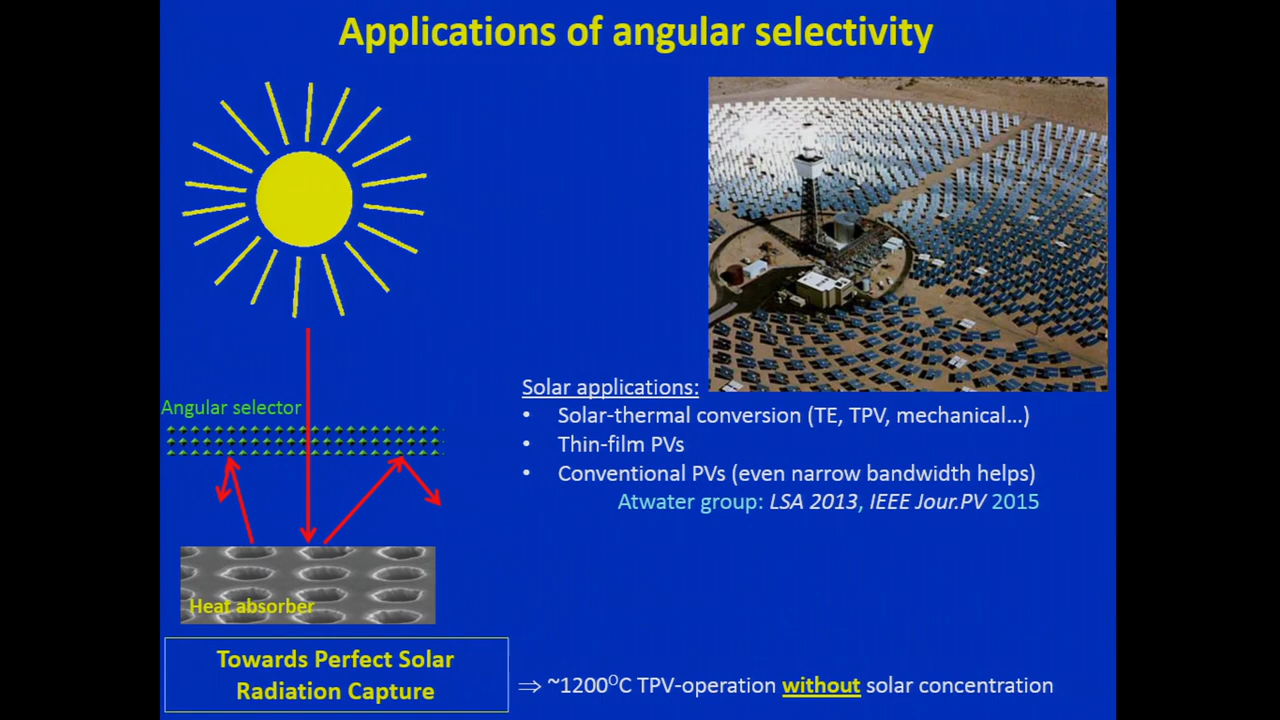 Applications of angular selectivity
Angular selector
Heat absorber
Towards Perfect Solar
Radiation Capture
Solar applications:
• Solar-thermal conversion (TE, TPV, mechanical...)
• Thin-film PVs
• Conventional PVs (even narrow bandwidth helps)
Atwater group: LSA 2013, IEEE Jour.PV 2015
⇒ ~1200ᴼC TPV-operation without solar concentration